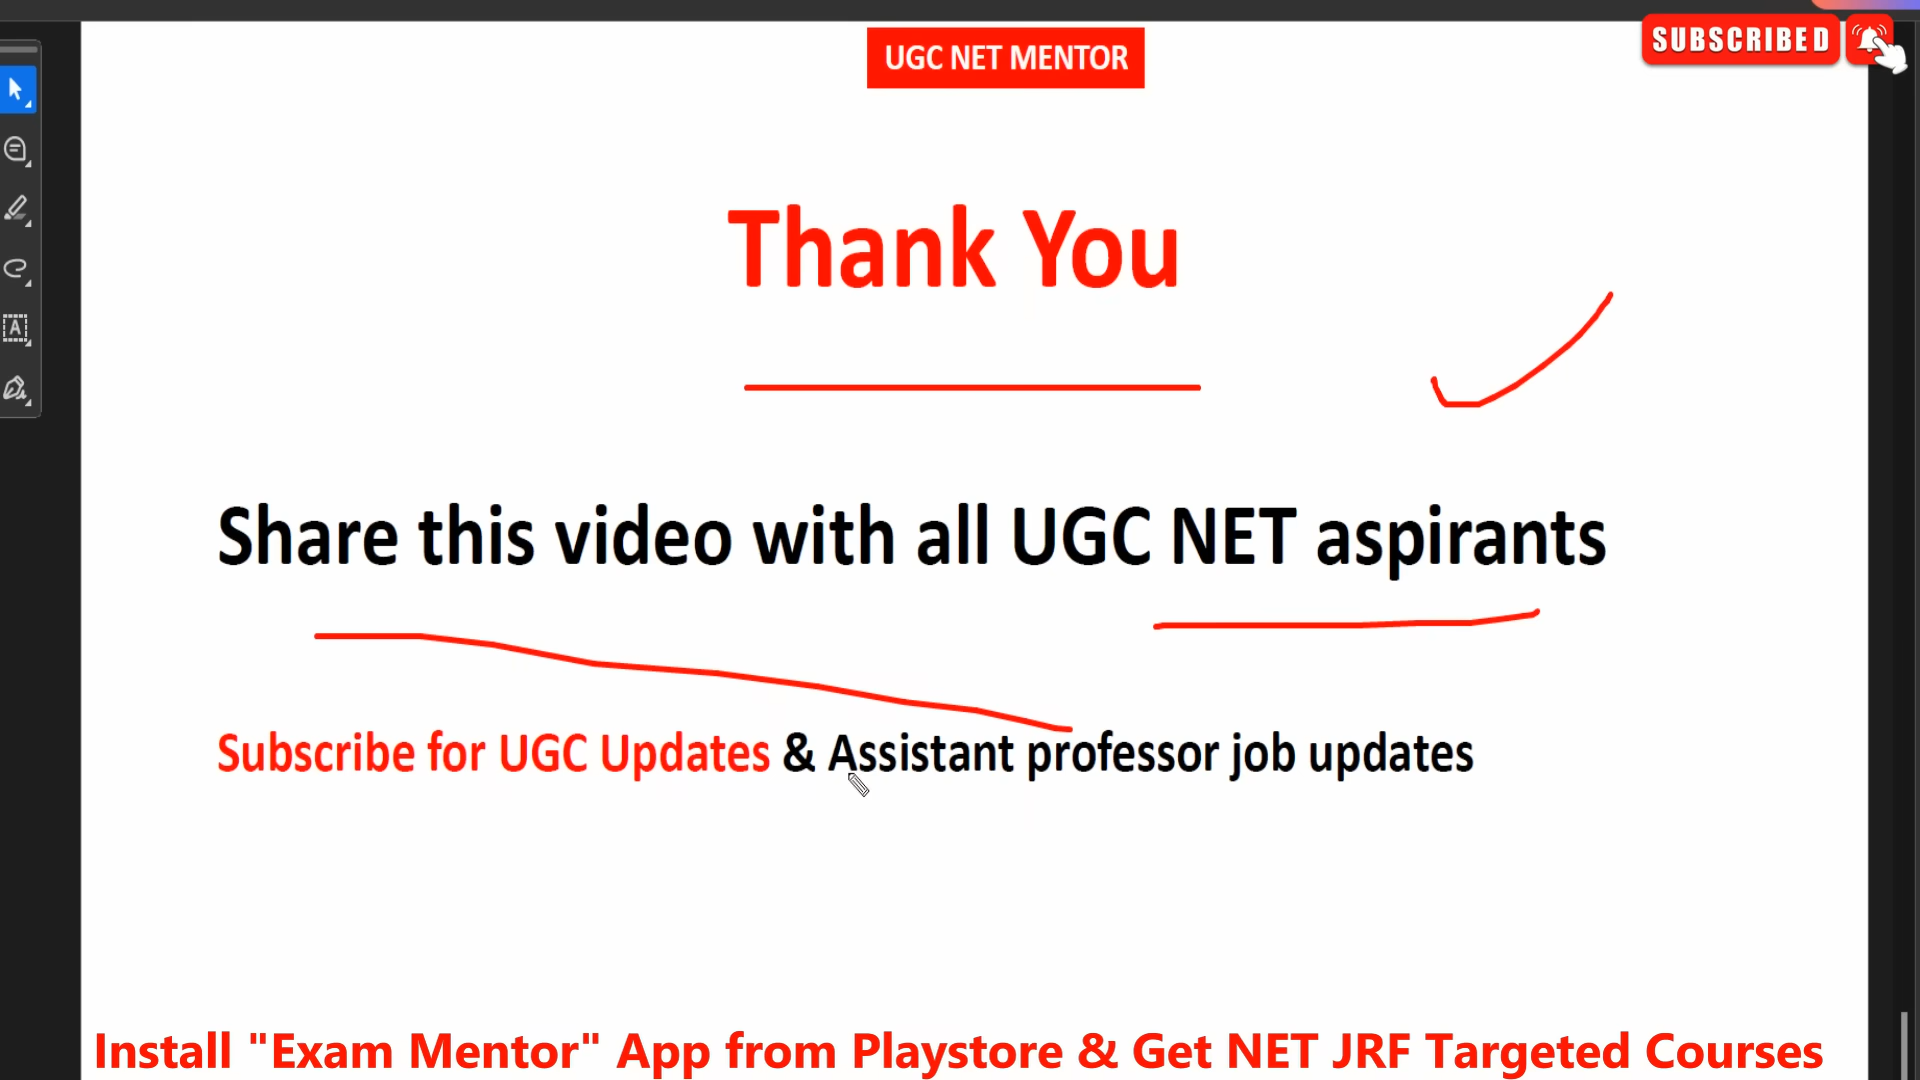 SUBSCRIBED
UGC NET MENTOR
Thank You
Share this video with all UGC NET aspirants
Subscribe for UGC Updates & Assistant professor job updates
Install "Exam Mentor" App from Playstore & Get NET JRF Targeted Courses